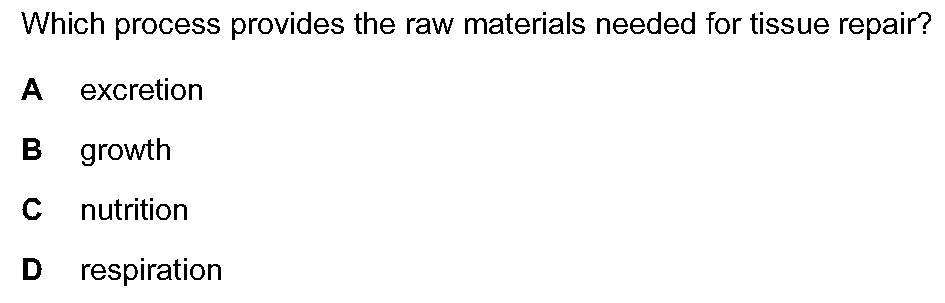 Which process provides the raw materials needed for tissue repair?
A excretion
B growth
C nutrition
D respiration